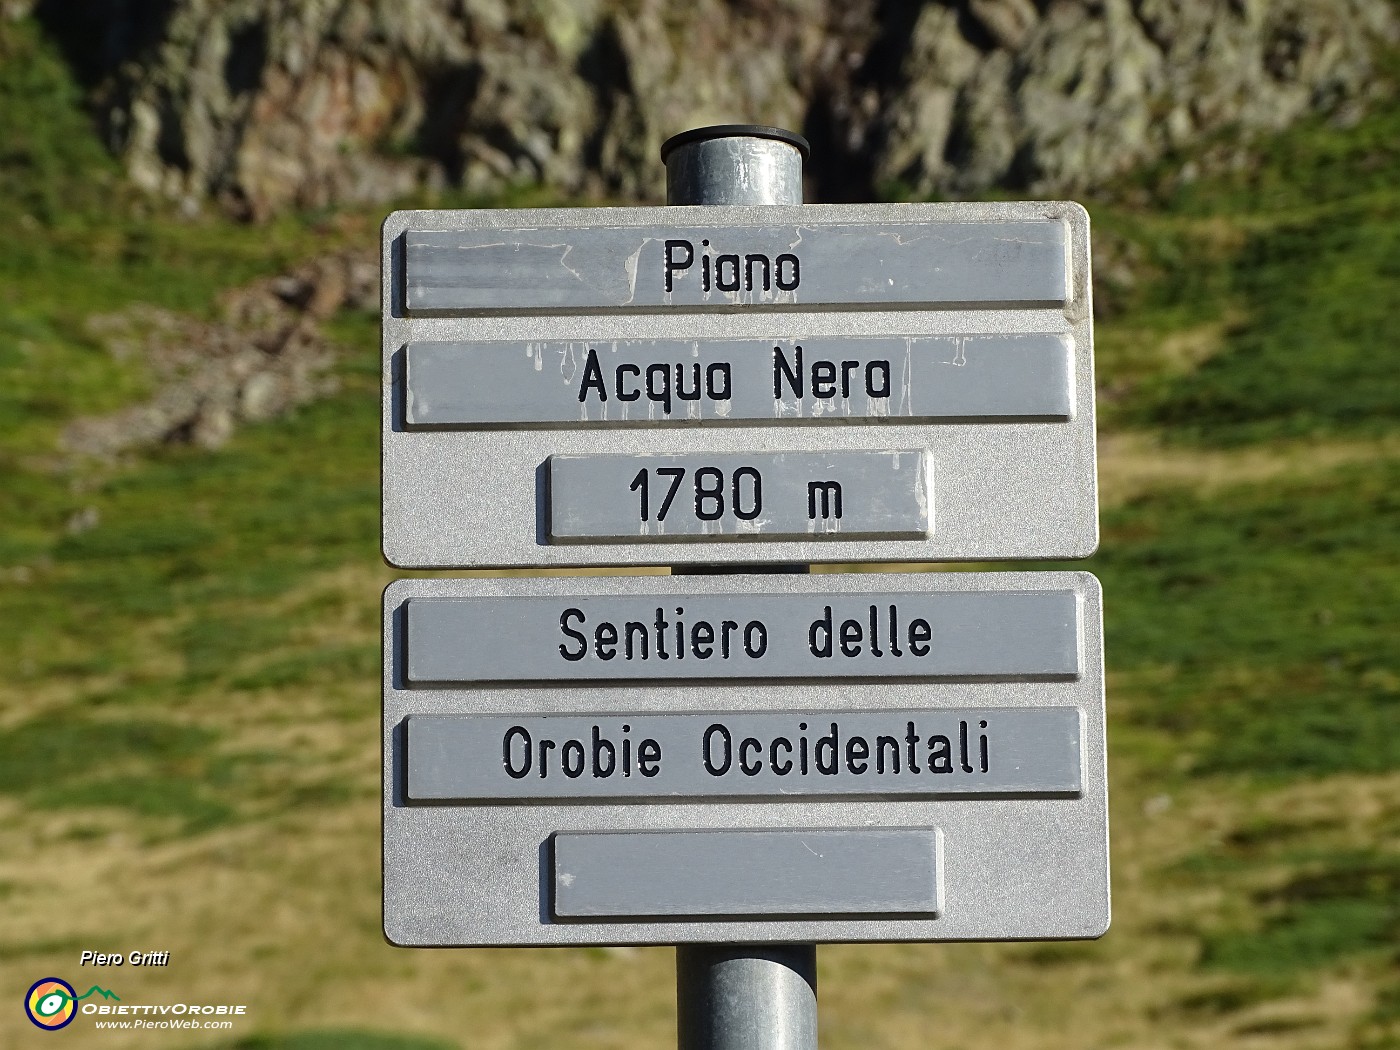 Piano
Acqua Nera
1780 m
Sentiero delle
Orobie Occidentali
Piero Gritti
ObiettivOrobie
www.PieroWeb.com